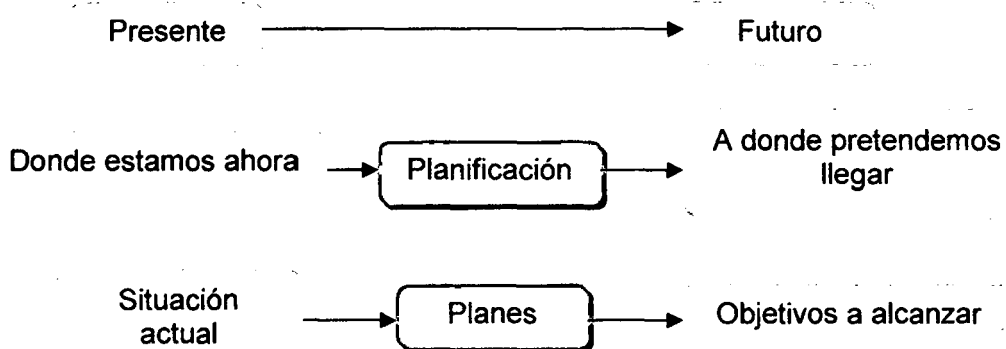 Presente Futuro
Donde estamos ahora Planificación A donde pretendemos
llegar
Situación
actual Planes Objetivos a alcanzar